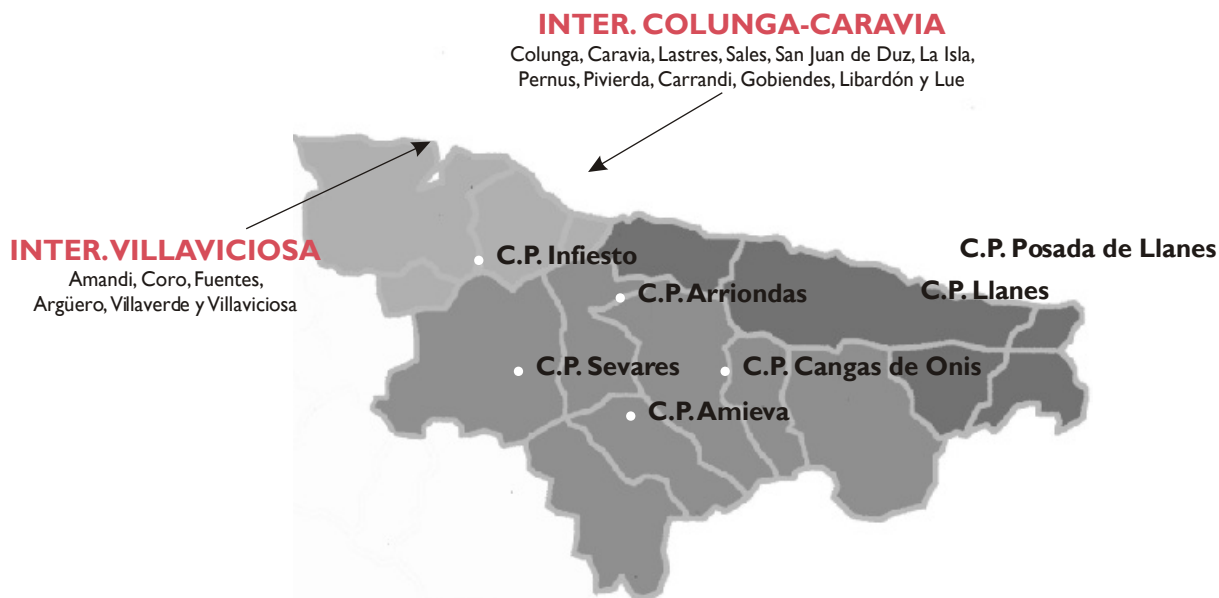 INTER. COLUNGA-CARAVIA
Colunga, Caravia, Lastres, Sales, San Juan de Duz, La Isla,
Pernus, Pivierda, Carrandi, Gobiendes, Libardón y Lue
INTER. VILLAVICIOSA
Amandi, Coro, Fuentes,
Argüero, Villaverde y Villaviciosa
C.P. Infiesto
C.P. Posada de Llanes
C.P. Llanes
C.P. Arriondas
C.P. Sevares
C.P. Cangas de Onis
C.P. Amieva